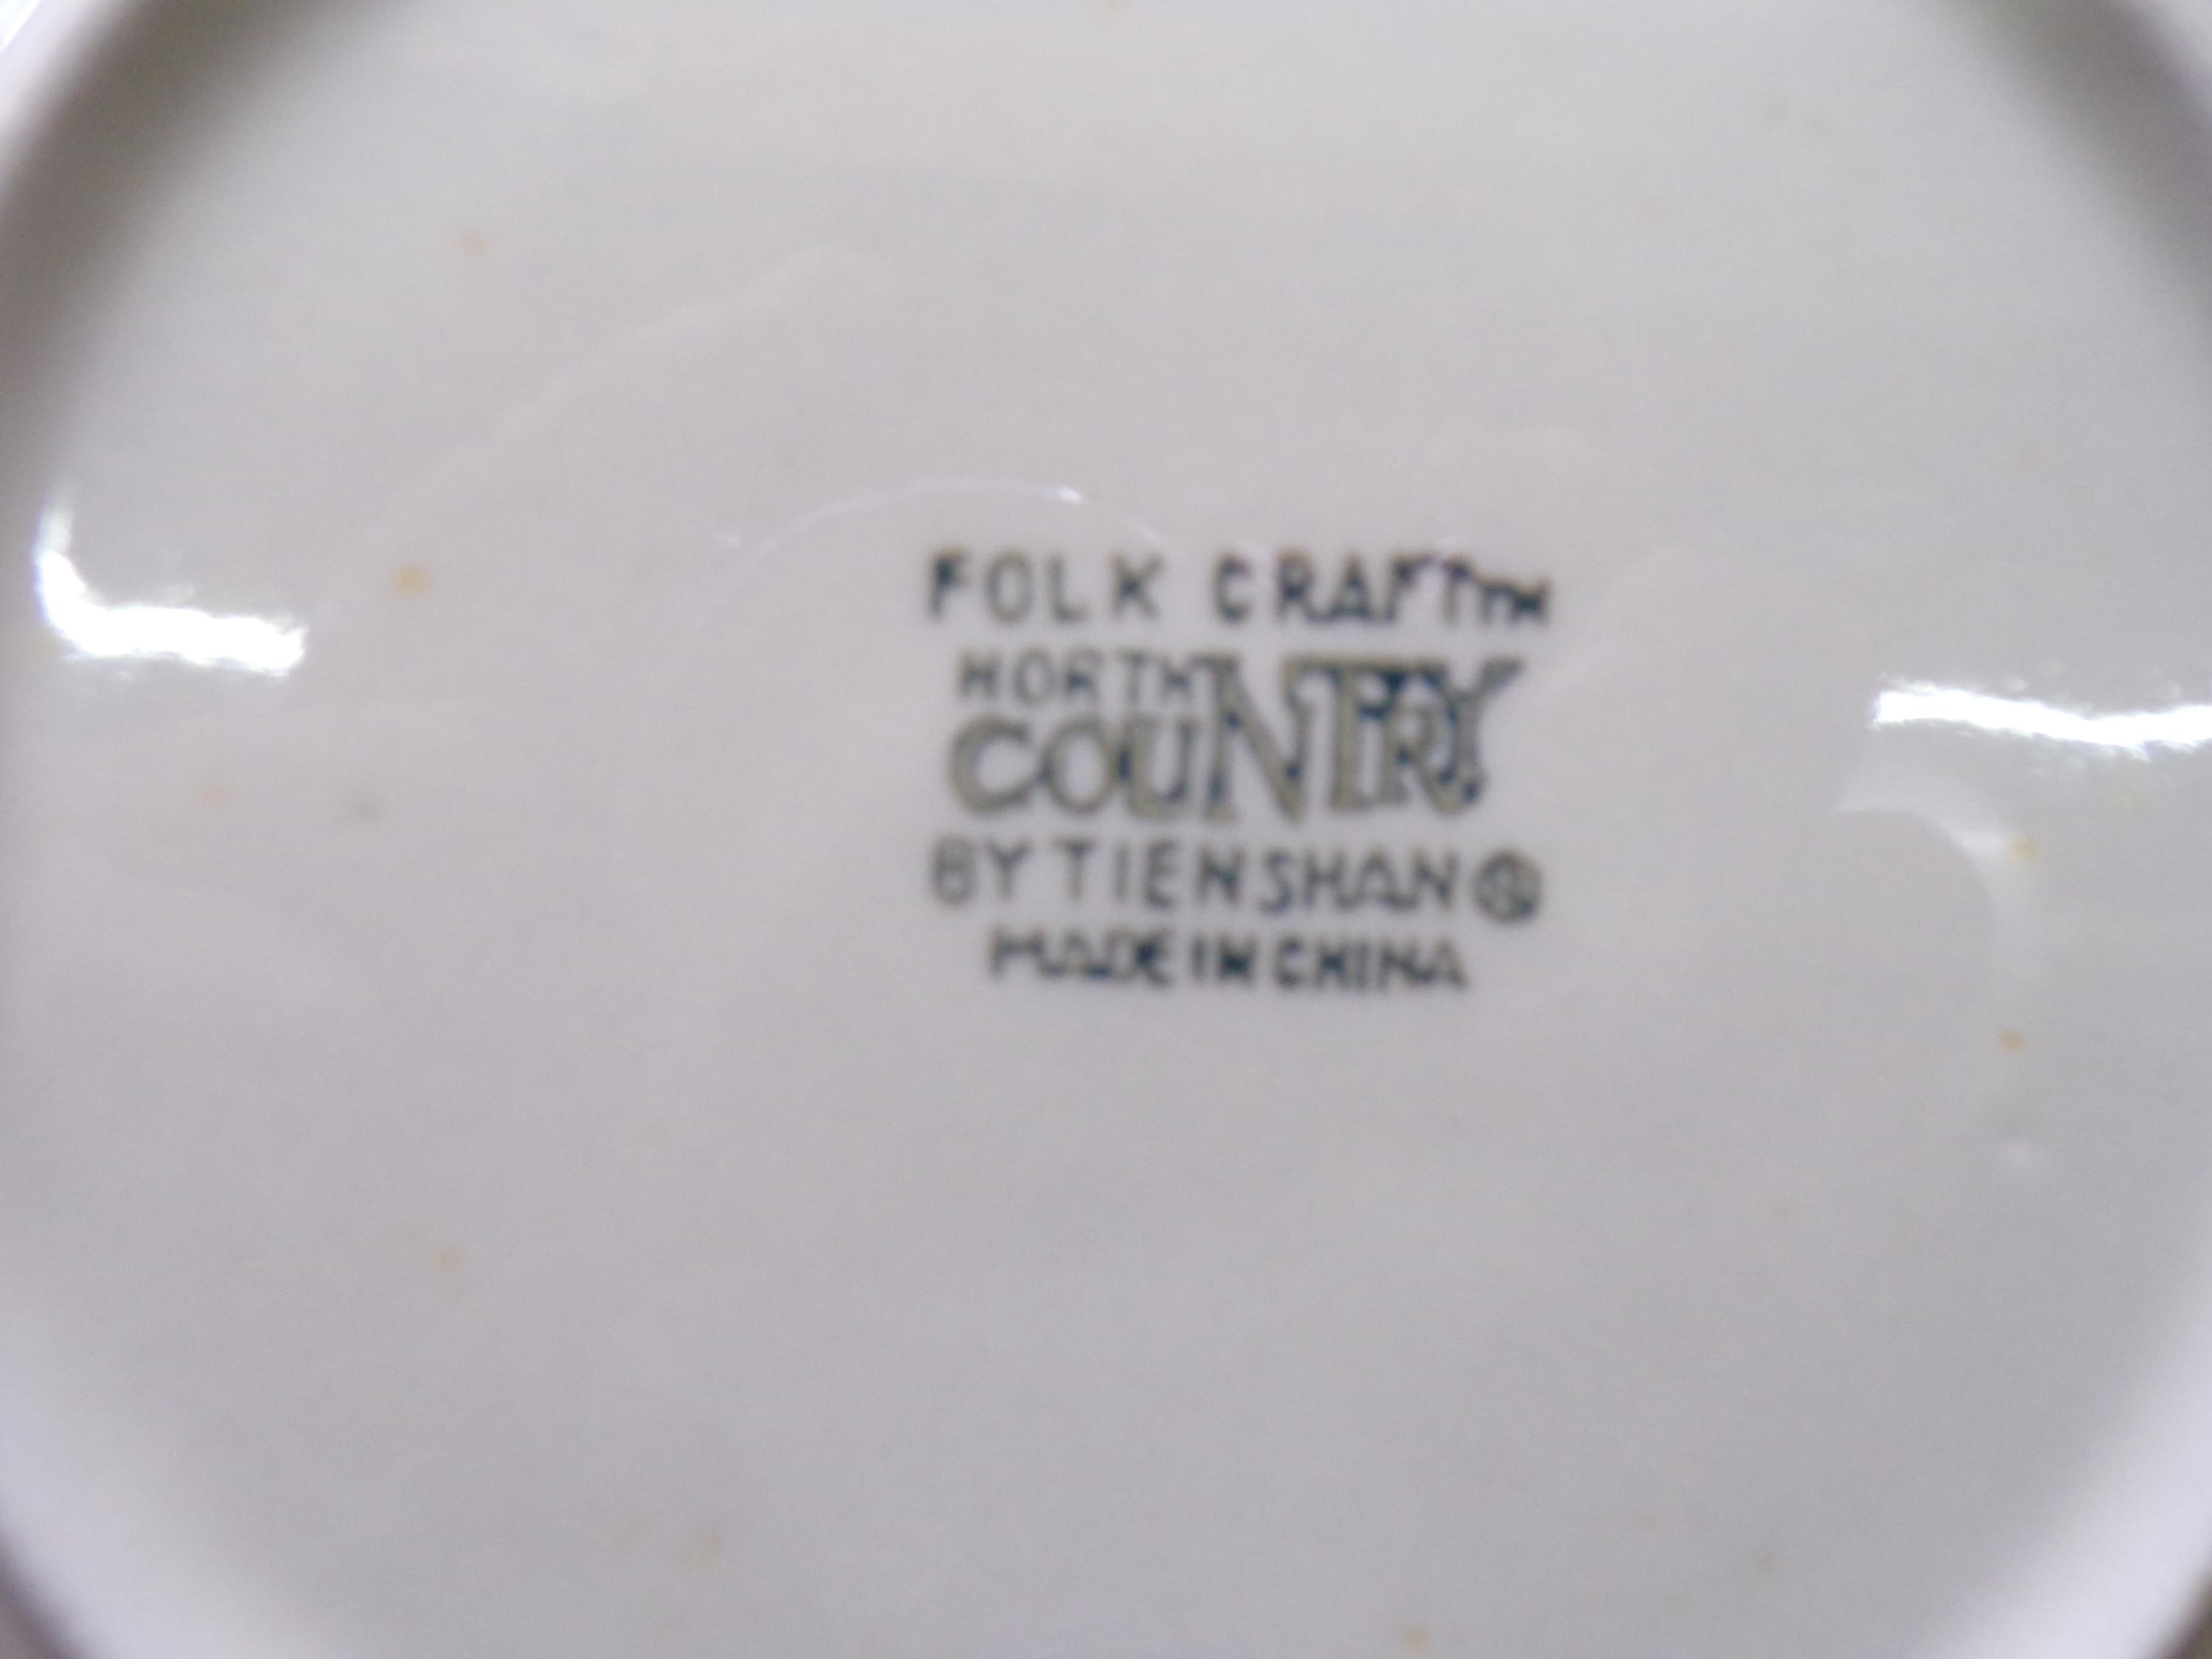 FOLK CRAFT™
NORTH
COUNTRY
BY TIENSHAN®
MADE IN CHINA